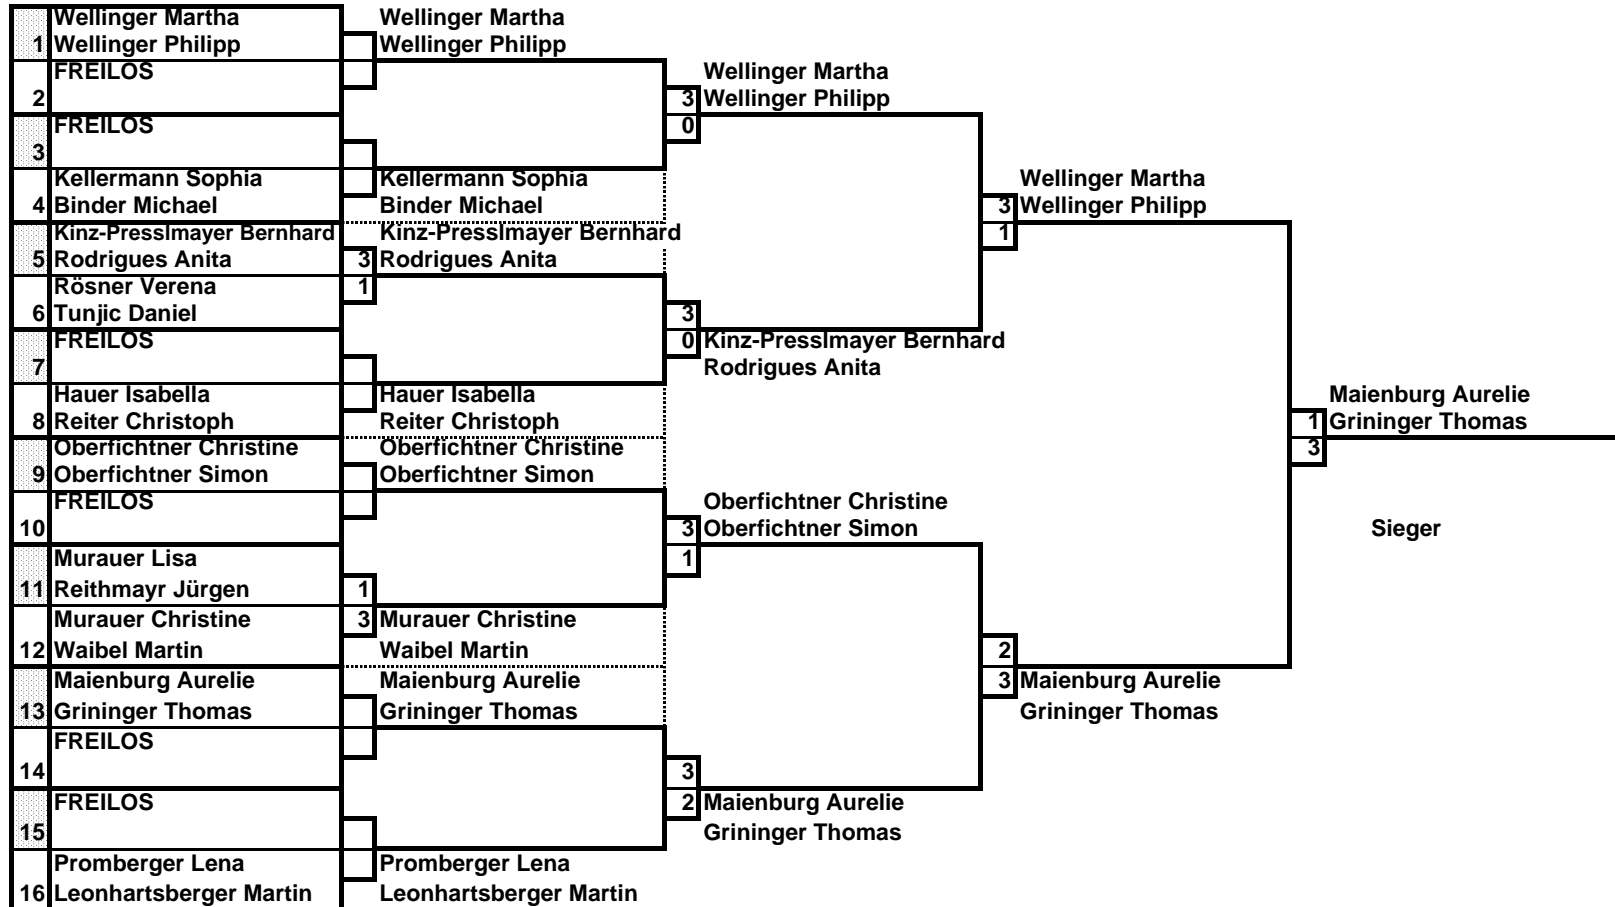 Wellinger Martha Wellinger Martha
1 Wellinger Philipp Wellinger Philipp
FREILOS Wellinger Martha
2 3 Wellinger Philipp
FREILOS 0
3
Kellermann Sophia Kellermann Sophia Wellinger Martha
4 Binder Michael Binder Michael 3 Wellinger Philipp
Kinz-Presslmayer Bernhard Kinz-Presslmayer Bernhard 1
5 Rodrigues Anita 3 Rodrigues Anita
Rösner Verena 1
6 Tunjic Daniel 3
FREILOS 0 Kinz-Presslmayer Bernhard
7 Rodrigues Anita
Hauer Isabella Hauer Isabella Maienburg Aurelie
8 Reiter Christoph Reiter Christoph 1 Grininger Thomas
Oberfichtner Christine Oberfichtner Christine 3
9 Oberfichtner Simon Oberfichtner Simon
FREILOS Oberfichtner Christine
10 3 Oberfichtner Simon Sieger
Murauer Lisa 1
11 Reithmayr Jürgen 1
Murauer Christine 3 Murauer Christine
12 Waibel Martin Waibel Martin 2
Maienburg Aurelie Maienburg Aurelie 3 Maienburg Aurelie
13 Grininger Thomas Grininger Thomas Grininger Thomas
FREILOS
14 3
FREILOS 2 Maienburg Aurelie
15 Grininger Thomas
Promberger Lena Promberger Lena
16 Leonhartsberger Martin Leonhartsberger Martin